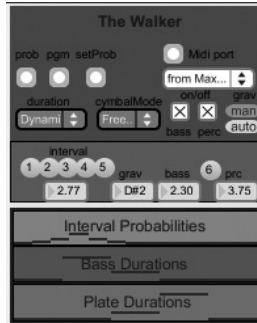 The Walker
prob pgm setProb Midi port
from Max...
on/off grav
duration cymbalMode man
Dynami Free.. auto
bass perc
interval
1 2 3 4 5 grav bass 6 prc
2.77 D#2 2.30 3.75
Interval Probabilities
Bass Durations
Plate Durations